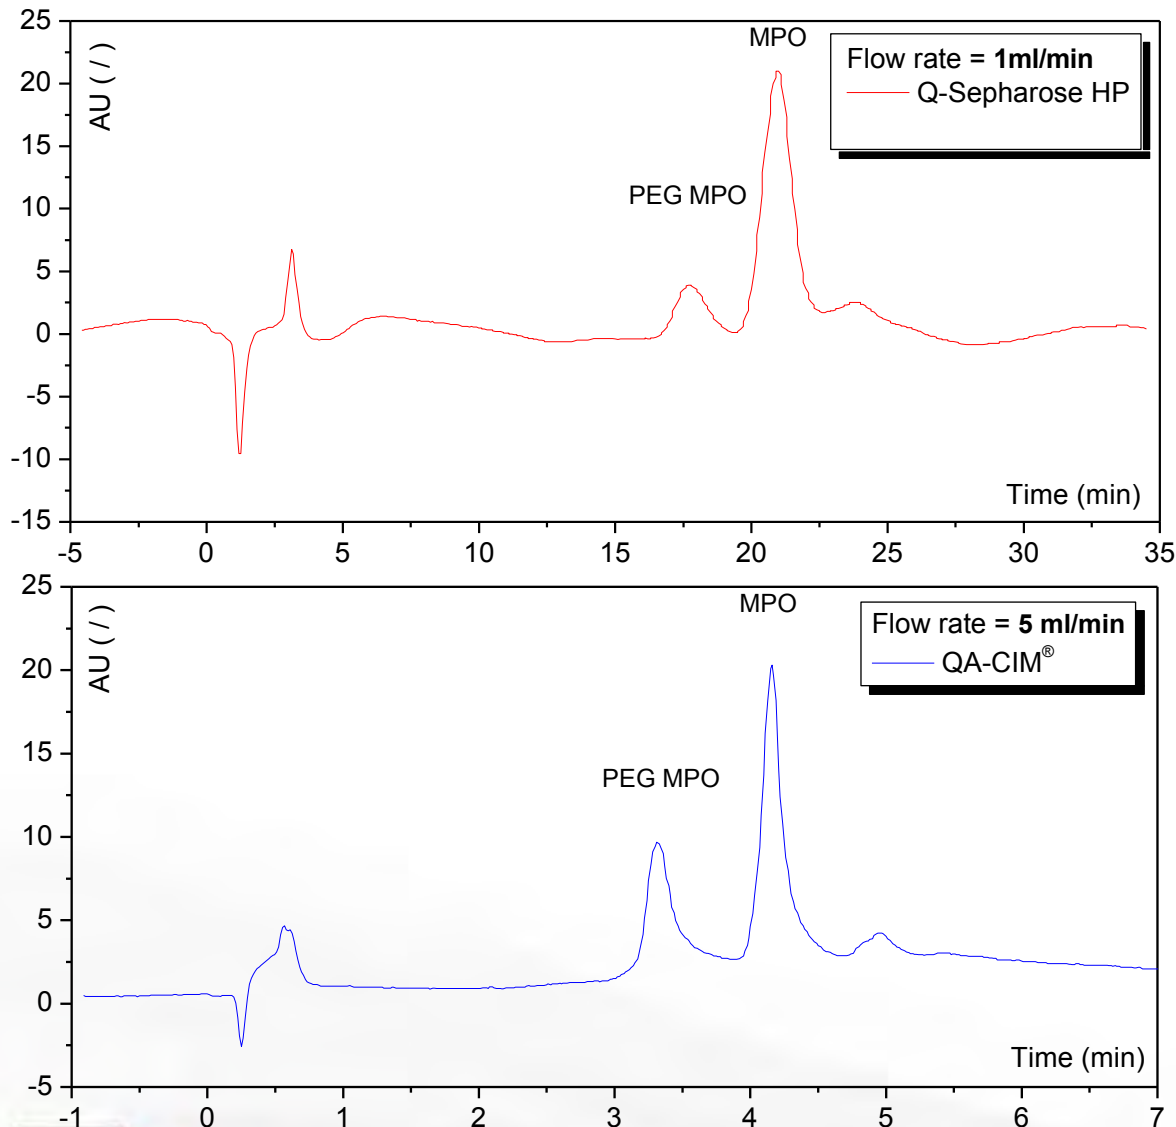 25
20
15
10
5
0
-5
-10
-15
AU ( / )
MPO
PEG MPO
Flow rate = 1ml/min
Q-Sepharose HP
Time (min)
-5 0 5 10 15 20 25 30 35
25
20
15
10
5
0
-5
AU ( / )
MPO
PEG MPO
Flow rate = 5 ml/min
QA-CIM®
Time (min)
-1 0 1 2 3 4 5 6 7